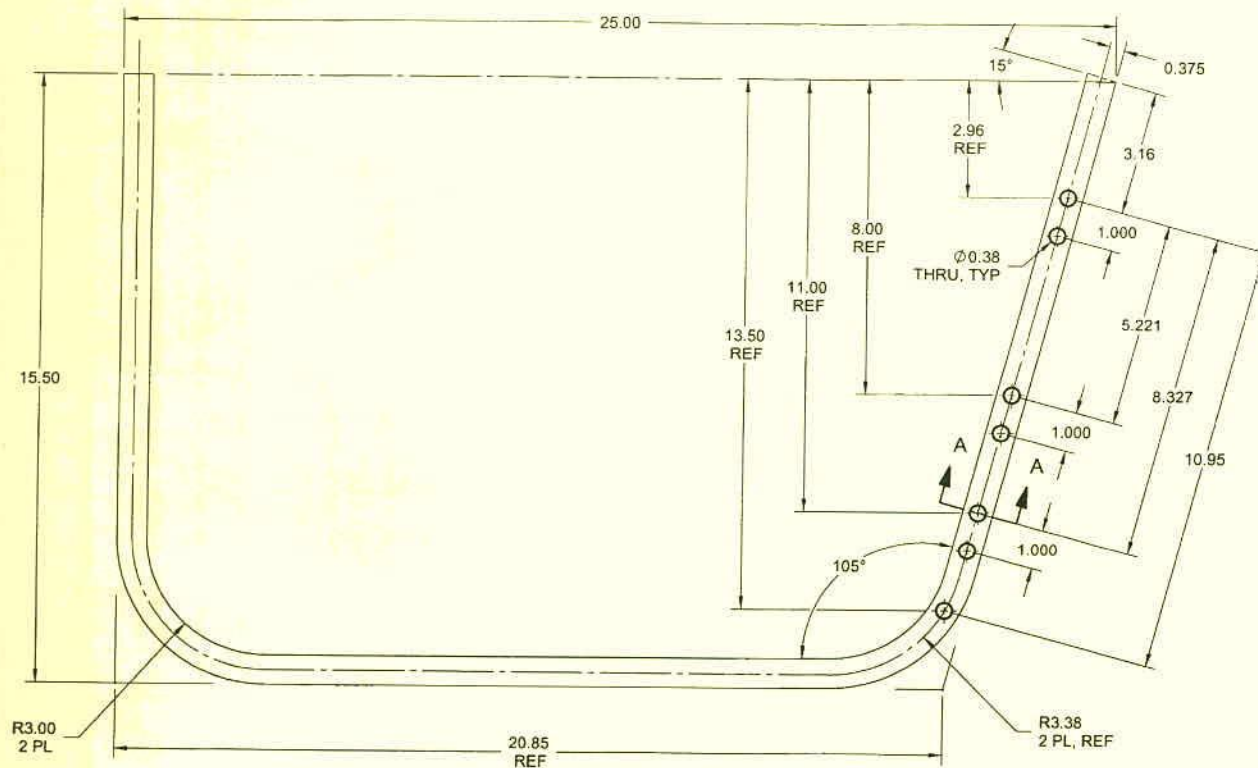 25.00
15°
0.375
2.96
REF
3.16
8.00
REF
Ø0.38
THRU, TYP
1.000
11.00
REF
13.50
REF
5.221
15.50
8.327
1.000
10.95
A
A
105°
1.000
R3.00
2 PL
R3.38
2 PL, REF
20.85
REF